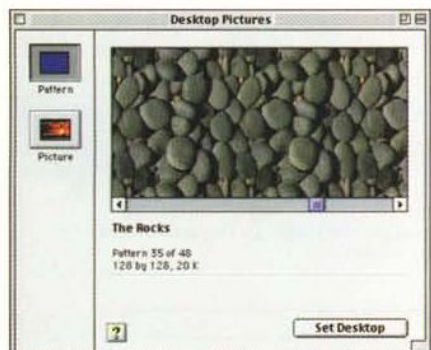 Desktop Pictures
Pattern
Picture
The Rocks
Pattern 35 of 48
128 by 128, 20 K
?
Set Desktop